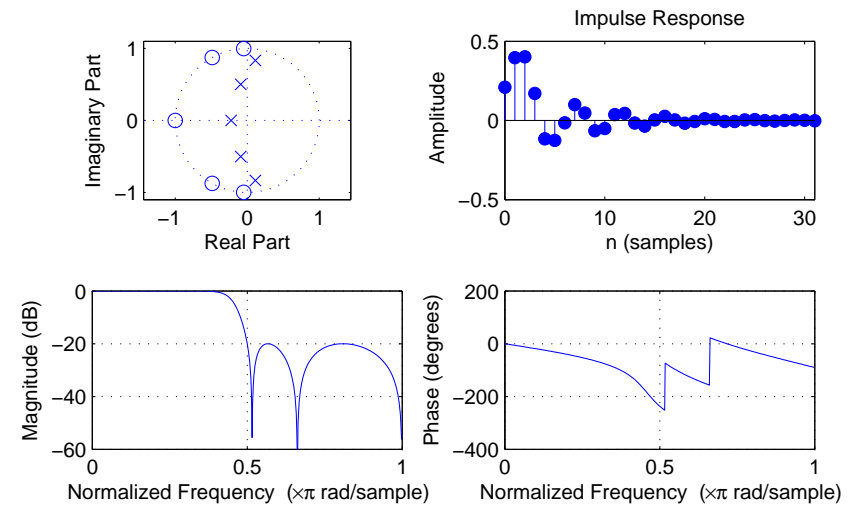 1
0
−1
Imaginary Part
−1 0 1
Real Part
Impulse Response
0.5
0
−0.5
Amplitude
0 10 20 30
n (samples)
0
−20
−40
−60
Magnitude (dB)
0 0.5 1
Normalized Frequency (×π rad/sample)
200
0
−200
−400
Phase (degrees)
0 0.5 1
Normalized Frequency (×π rad/sample)